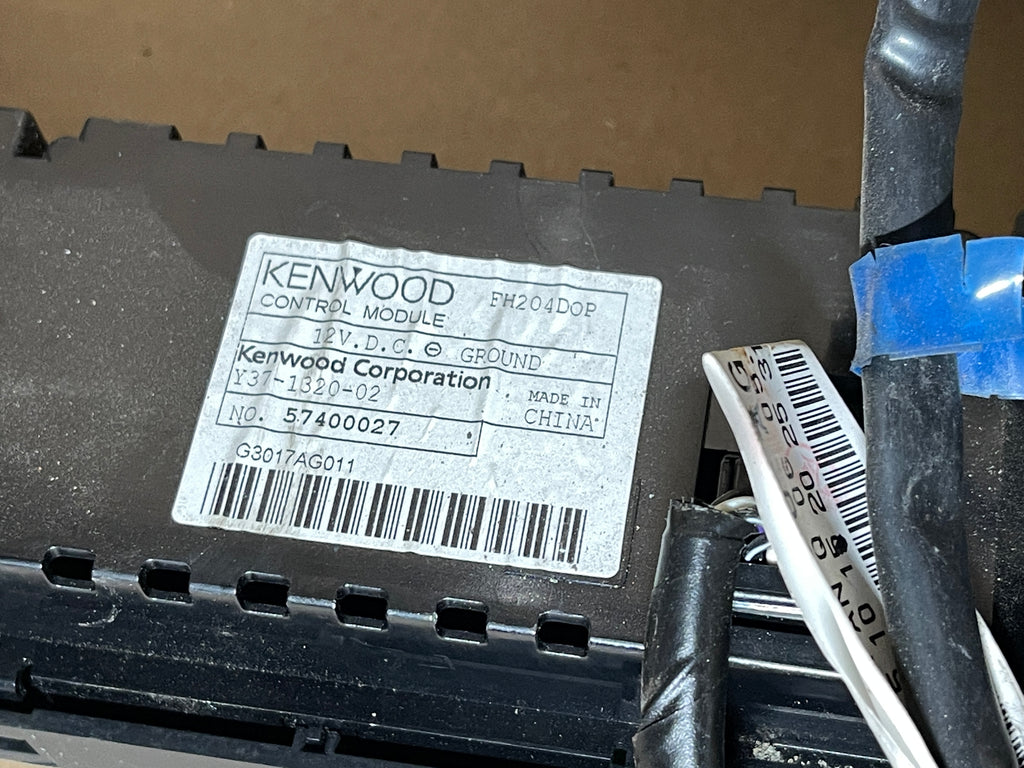 KENWOOD FH204DOP
CONTROL MODULE
12V.D.C. ⊖ GROUND
Kenwood Corporation
Y37-1320-02 MADE IN
CHINA
NO. 57400027
G3017AG011